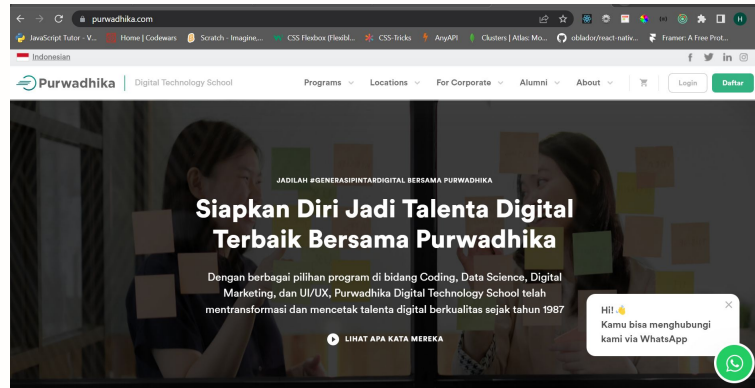 purwadhika.com
H
JavaScript Tutor - V... Home | Codewars Scratch - Imagine,... CSS Flexbox (Flexibl... CSS-Tricks AnyAPI Clusters | Atlas: Mo... oblador/react-nativ... Framer: A Free Prot...
Indonesian
Purwadhika Digital Technology School Programs Locations For Corporate Alumni About Login Daftar
JADILAH #GENERASIPINTARDIGITAL BERSAMA PURWADHIKA
Siapkan Diri Jadi Talenta Digital
Terbaik Bersama Purwadhika
Dengan berbagai pilihan program di bidang Coding, Data Science, Digital
Marketing, dan UI/UX, Purwadhika Digital Technology School telah
mentransformasi dan mencetak talenta digital berkualitas sejak tahun 1987
LIHAT APA KATA MEREKA
Hi! 👋
Kamu bisa menghubungi
kami via WhatsApp